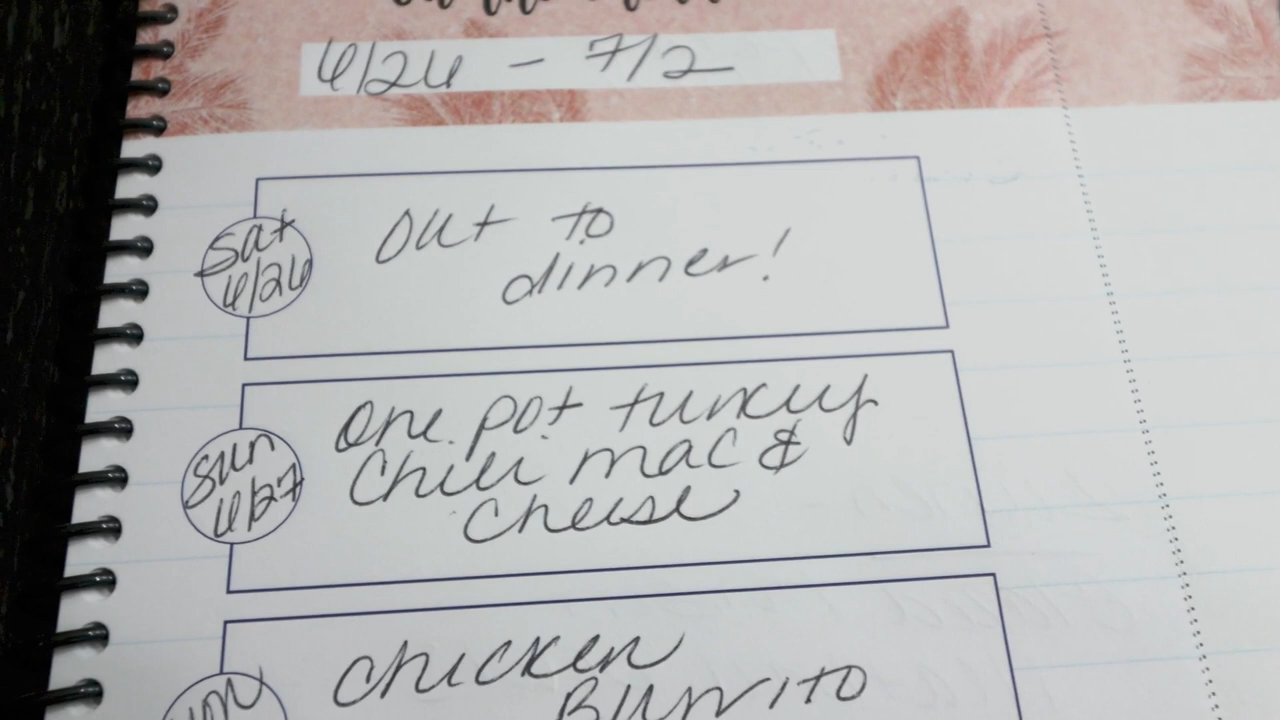 6/26 - 7/2
Sat
6/26
Out to
dinner!
Sun
6/27
One pot turkey
Chili mac &
Cheese
Chicken
Burrito